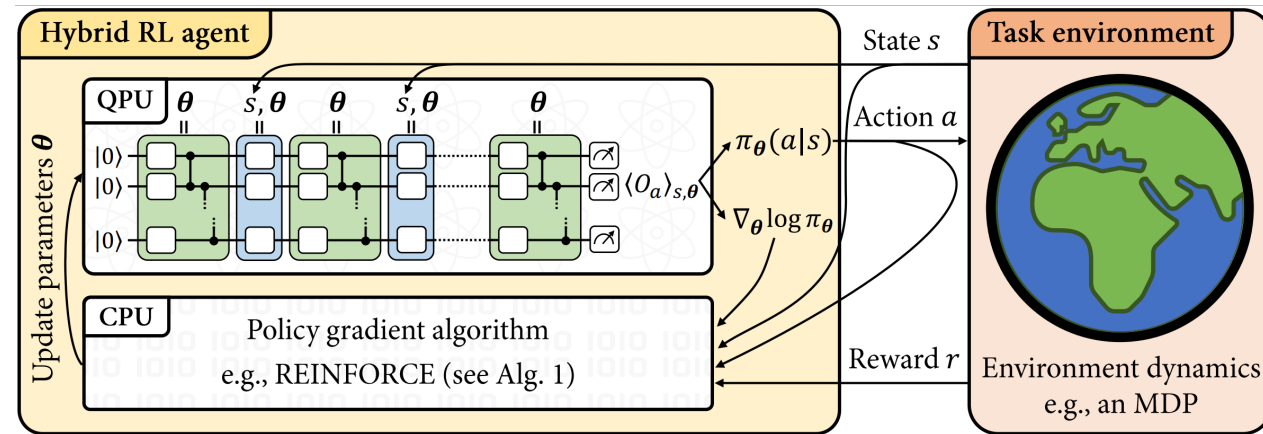 Hybrid RL agent
QPU
θ
s, θ
θ
s, θ
θ
|0⟩
|0⟩
|0⟩
⟨O_a⟩_{s,θ}
π_θ(a|s)
∇_θ log π_θ
Update parameters θ
CPU
Policy gradient algorithm
e.g., REINFORCE (see Alg. 1)
State s
Action a
Reward r
Task environment
Environment dynamics
e.g., an MDP